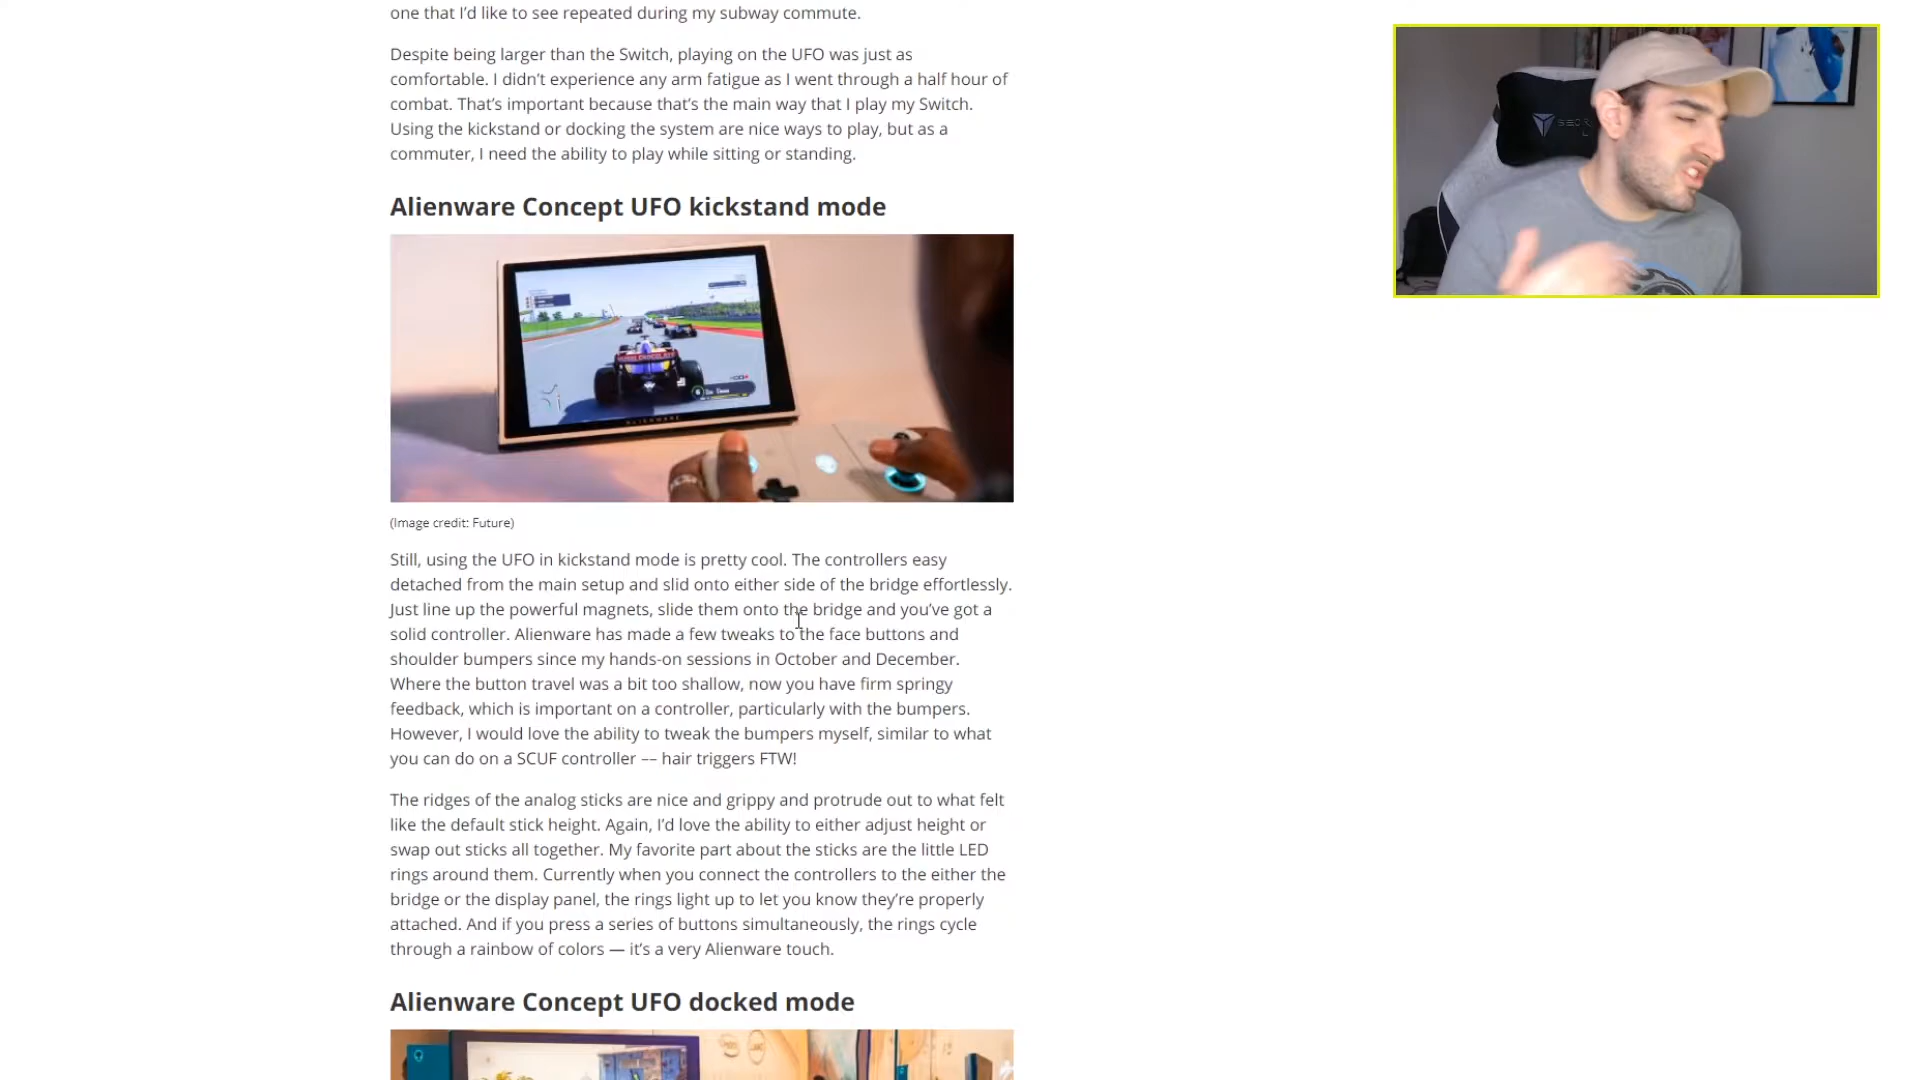 one that I’d like to see repeated during my subway commute.
Despite being larger than the Switch, playing on the UFO was just as
comfortable. I didn’t experience any arm fatigue as I went through a half hour of
combat. That’s important because that’s the main way that I play my Switch.
Using the kickstand or docking the system are nice ways to play, but as a
commuter, I need the ability to play while sitting or standing.
Alienware Concept UFO kickstand mode
ALIENWARE
(Image credit: Future)
Still, using the UFO in kickstand mode is pretty cool. The controllers easy
detached from the main setup and slid onto either side of the bridge effortlessly.
Just line up the powerful magnets, slide them onto the bridge and you’ve got a
solid controller. Alienware has made a few tweaks to the face buttons and
shoulder bumpers since my hands-on sessions in October and December.
Where the button travel was a bit too shallow, now you have firm springy
feedback, which is important on a controller, particularly with the bumpers.
However, I would love the ability to tweak the bumpers myself, similar to what
you can do on a SCUF controller –– hair triggers FTW!
The ridges of the analog sticks are nice and grippy and protrude out to what felt
like the default stick height. Again, I’d love the ability to either adjust height or
swap out sticks all together. My favorite part about the sticks are the little LED
rings around them. Currently when you connect the controllers to the either the
bridge or the display panel, the rings light up to let you know they’re properly
attached. And if you press a series of buttons simultaneously, the rings cycle
through a rainbow of colors — it’s a very Alienware touch.
Alienware Concept UFO docked mode